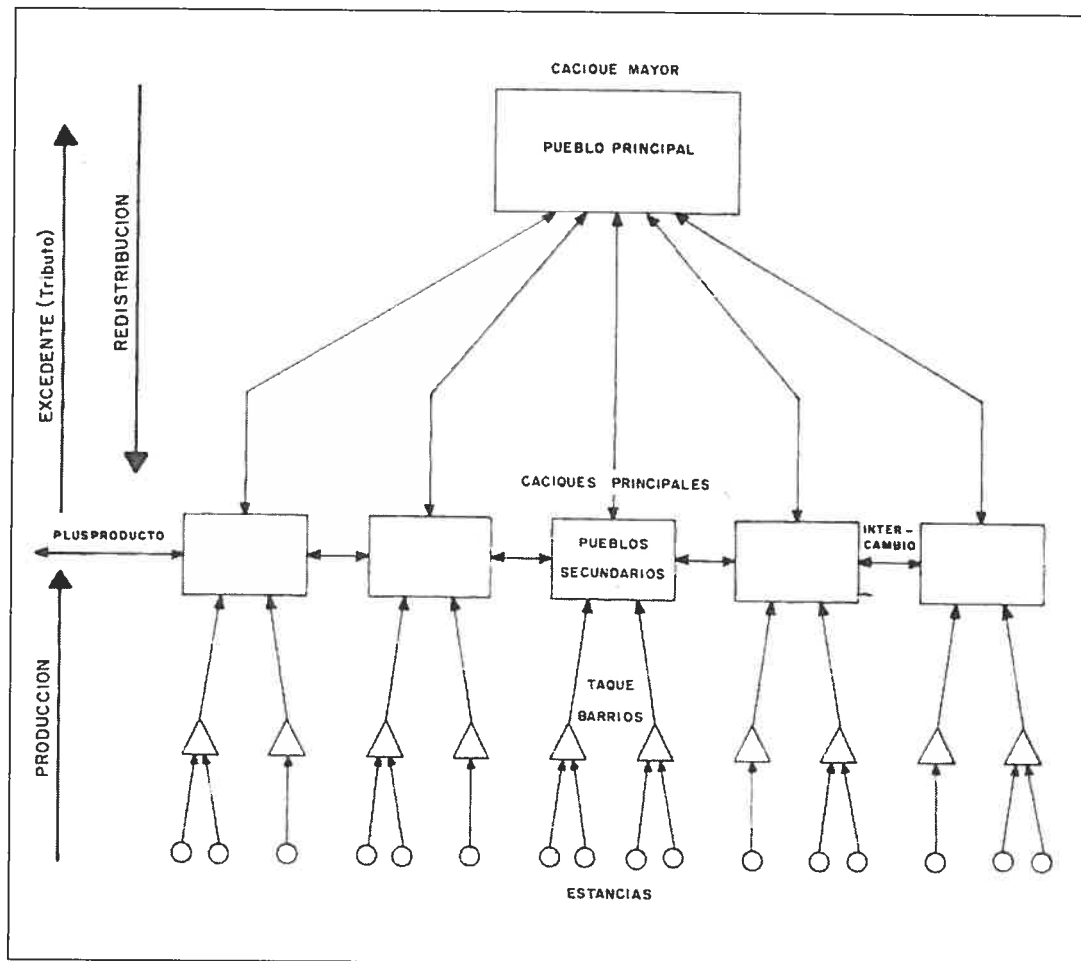 CACIQUE MAYOR
PUEBLO PRINCIPAL
EXCEDENTE (Tributo)
REDISTRIBUCION
CACIQUES PRINCIPALES
PLUSPRODUCTO
PUEBLOS
SECUNDARIOS
INTER-
CAMBIO
PRODUCCION
TAQUE
BARRIOS
ESTANCIAS